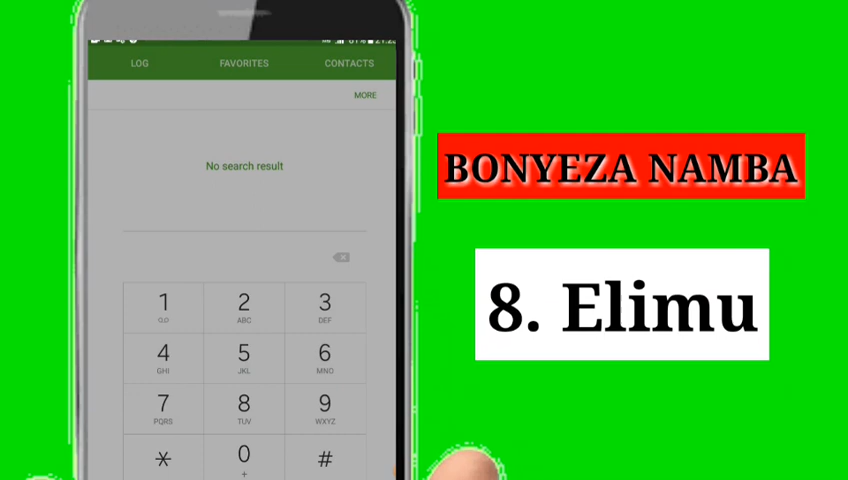 LOG FAVORITES CONTACTS
MORE
No search result
1 2 3
ABC DEF
4 5 6
GHI JKL MNO
7 8 9
PQRS TUV WXYZ
* 0 #
+
BONYEZA NAMBA
8. Elimu